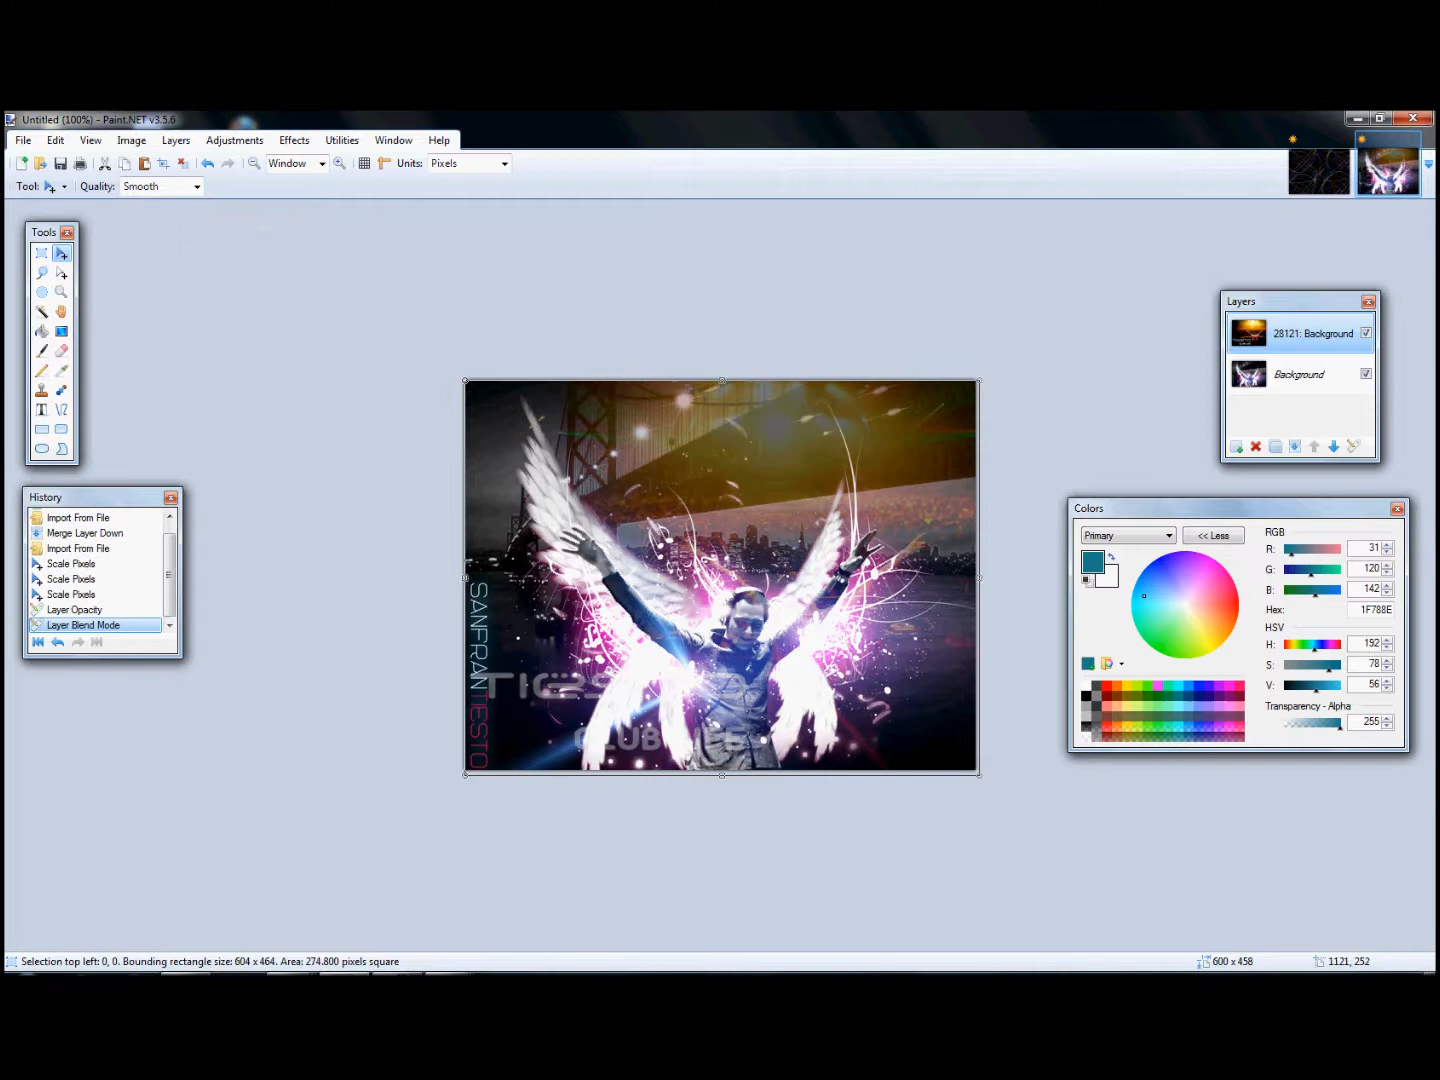 Untitled (100%) - Paint.NET v3.5.6
File Edit View Image Layers Adjustments Effects Utilities Window Help
Window Units: Pixels
Tool: Quality: Smooth
Tools
Layers
28121: Background
Background
History
Import From File
Merge Layer Down
Import From File
Scale Pixels
Scale Pixels
Scale Pixels
Layer Opacity
Layer Blend Mode
Colors
Primary << Less
RGB
R: 31
G: 120
B: 142
Hex: 1F788E
HSV
H: 192
S: 78
V: 56
Transparency - Alpha
255
SANFRANTIESTO
CLUB
Selection top left: 0, 0. Bounding rectangle size: 604 x 464. Area: 274.800 pixels square
600 x 458
1121, 252